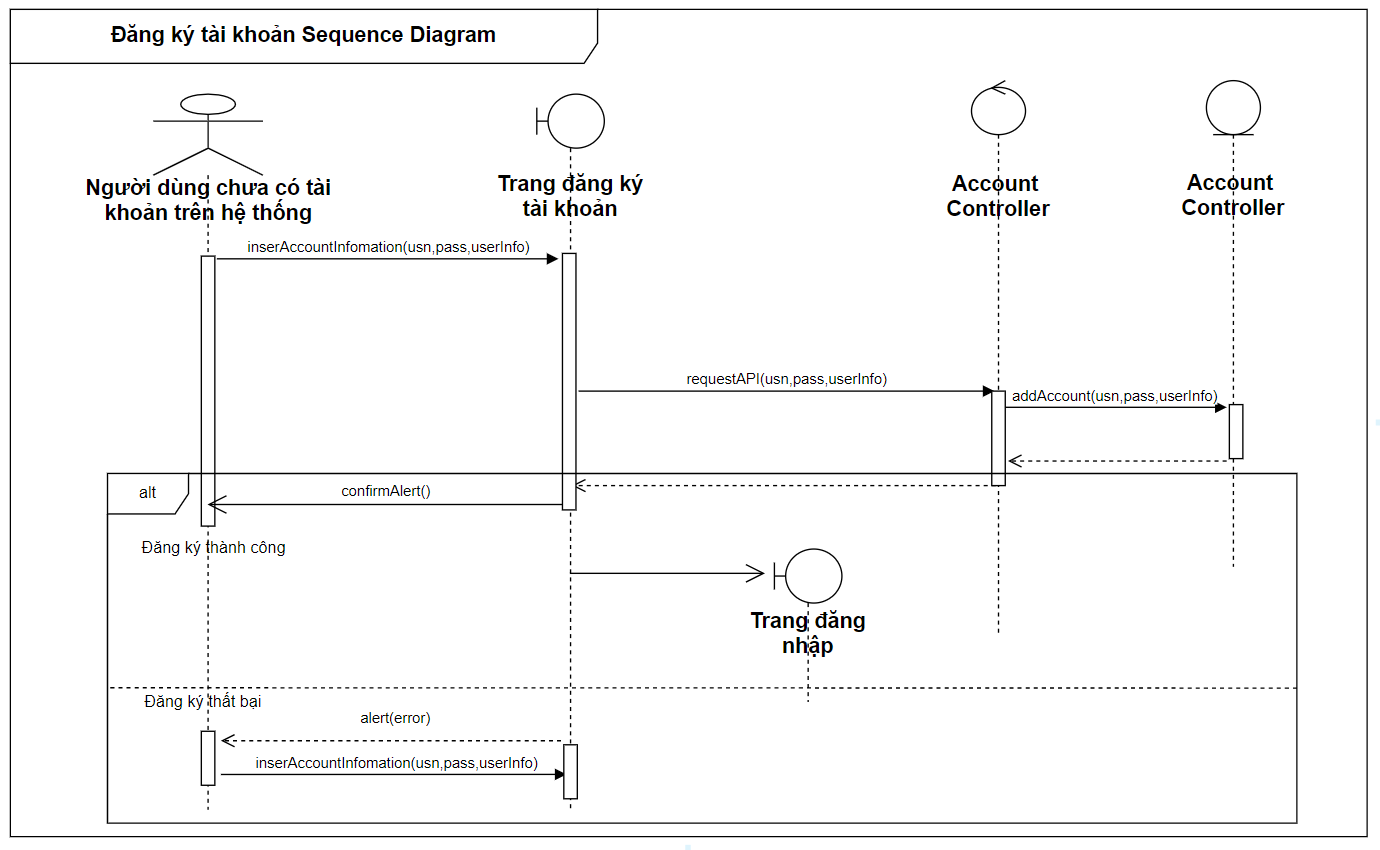 Đăng ký tài khoản Sequence Diagram
Người dùng chưa có tài
khoản trên hệ thống
Trang đăng ký
tài khoản
Account
Controller
Account
Controller
inserAccountInfomation(usn,pass,userInfo)
requestAPI(usn,pass,userInfo)
addAccount(usn,pass,userInfo)
alt
confirmAlert()
Đăng ký thành công
Trang đăng
nhập
Đăng ký thất bại
alert(error)
inserAccountInfomation(usn,pass,userInfo)